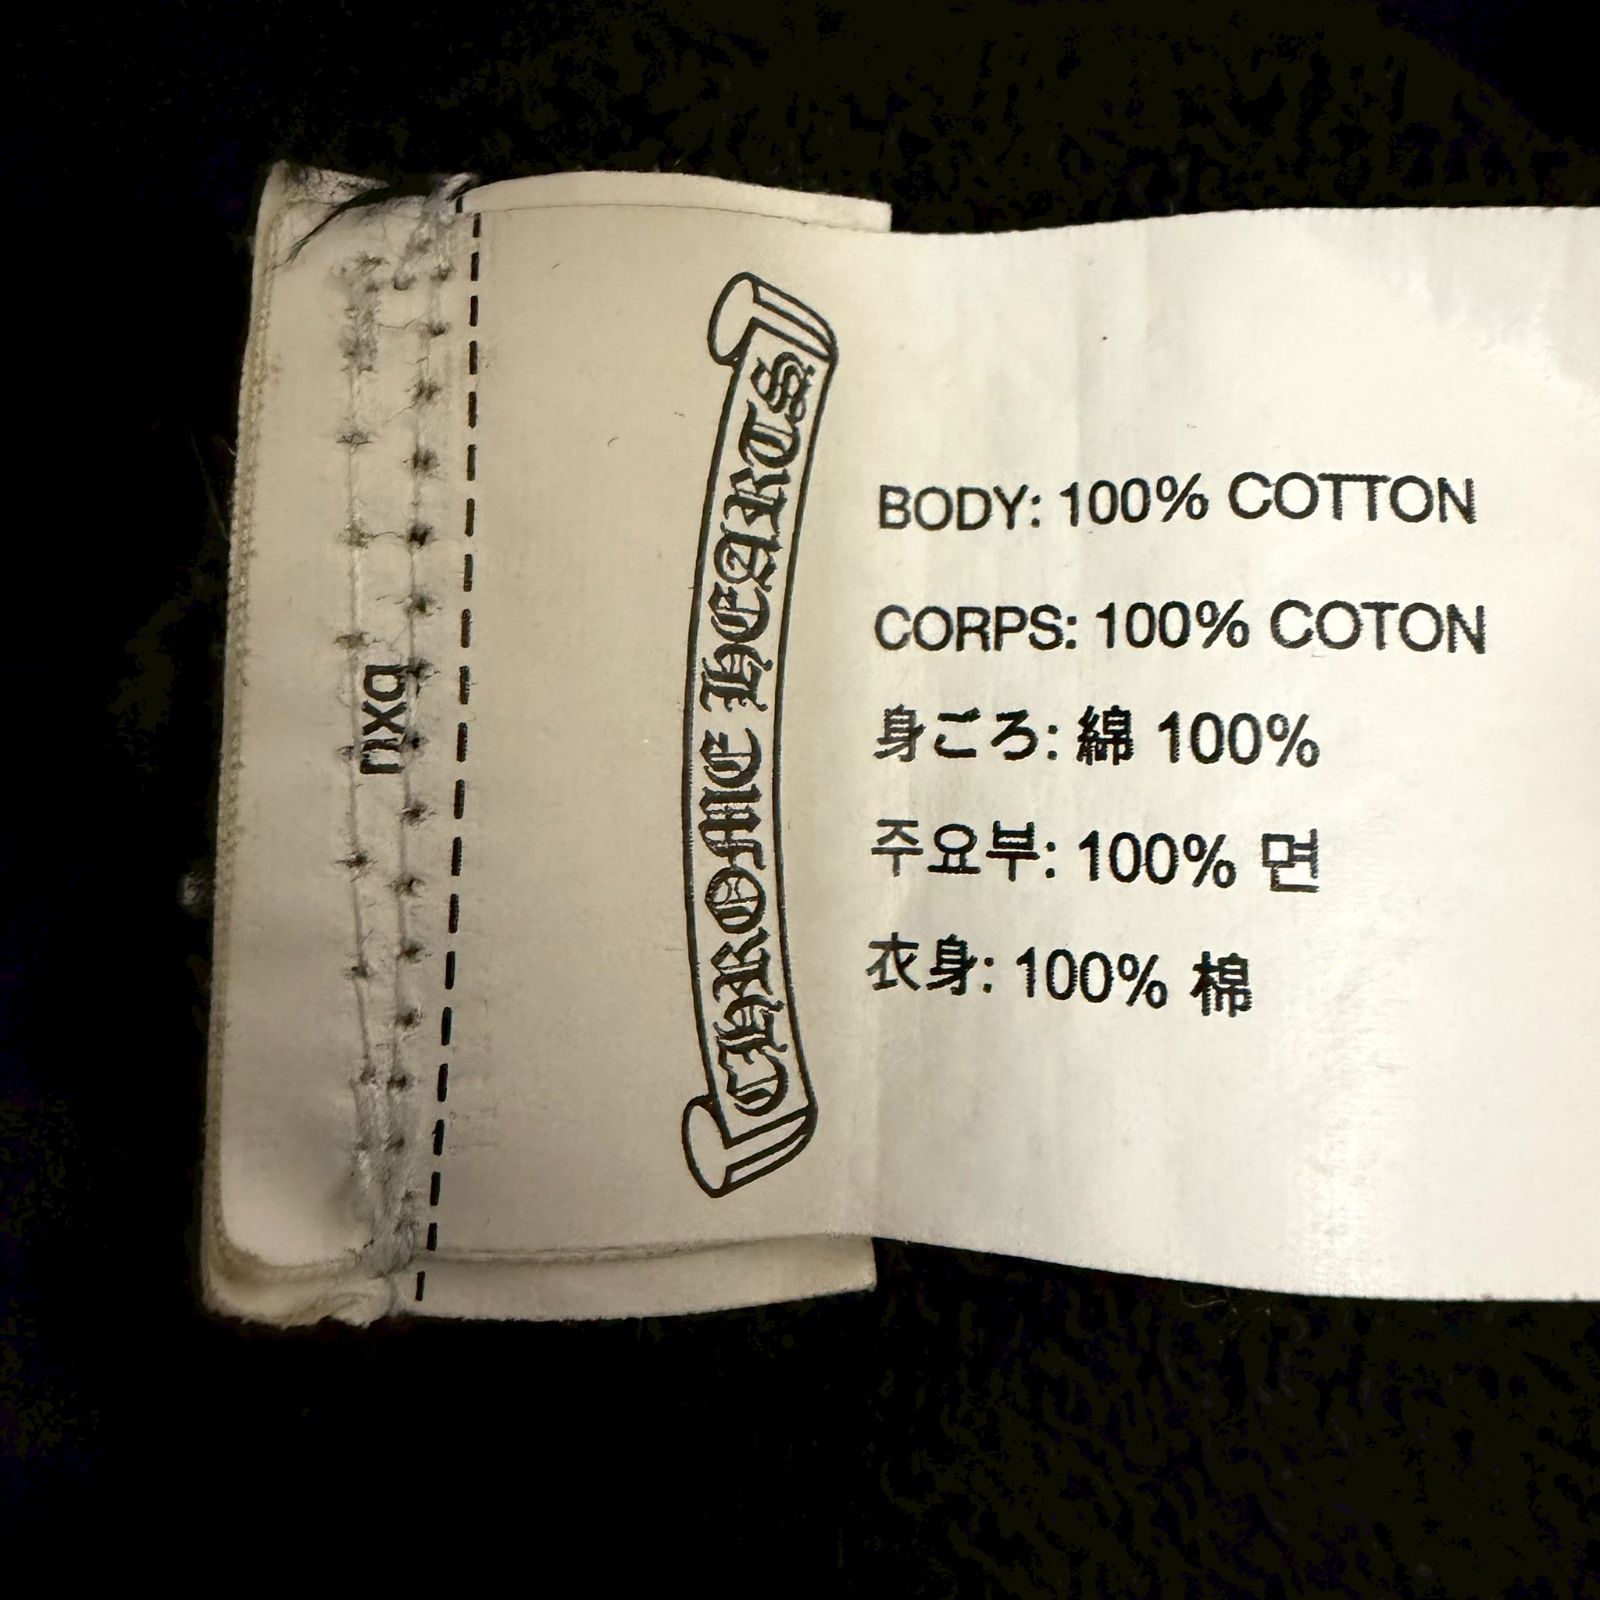 nxa
CHROME HEARTS
BODY: 100% COTTON
CORPS: 100% COTON
身ごろ: 綿 100%
주요부: 100% 면
衣身: 100% 棉